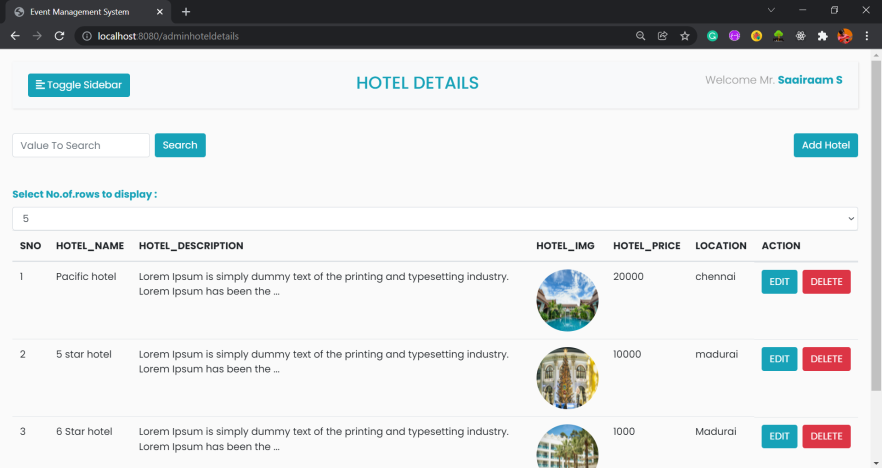 Event Management System
localhost:8080/adminhoteldetails
Toggle Sidebar
HOTEL DETAILS
Welcome Mr. Saairaam S
Value To Search
Search
Add Hotel
Select No.of.rows to display :
5
SNO HOTEL_NAME HOTEL_DESCRIPTION HOTEL_IMG HOTEL_PRICE LOCATION ACTION
1 Pacific hotel Lorem Ipsum is simply dummy text of the printing and typesetting industry. 20000 chennai EDIT DELETE
Lorem Ipsum has been the ...
2 5 star hotel Lorem Ipsum is simply dummy text of the printing and typesetting industry. 10000 madurai EDIT DELETE
Lorem Ipsum has been the ...
3 6 Star hotel Lorem Ipsum is simply dummy text of the printing and typesetting industry. 1000 Madurai EDIT DELETE
Lorem Ipsum has been the ...